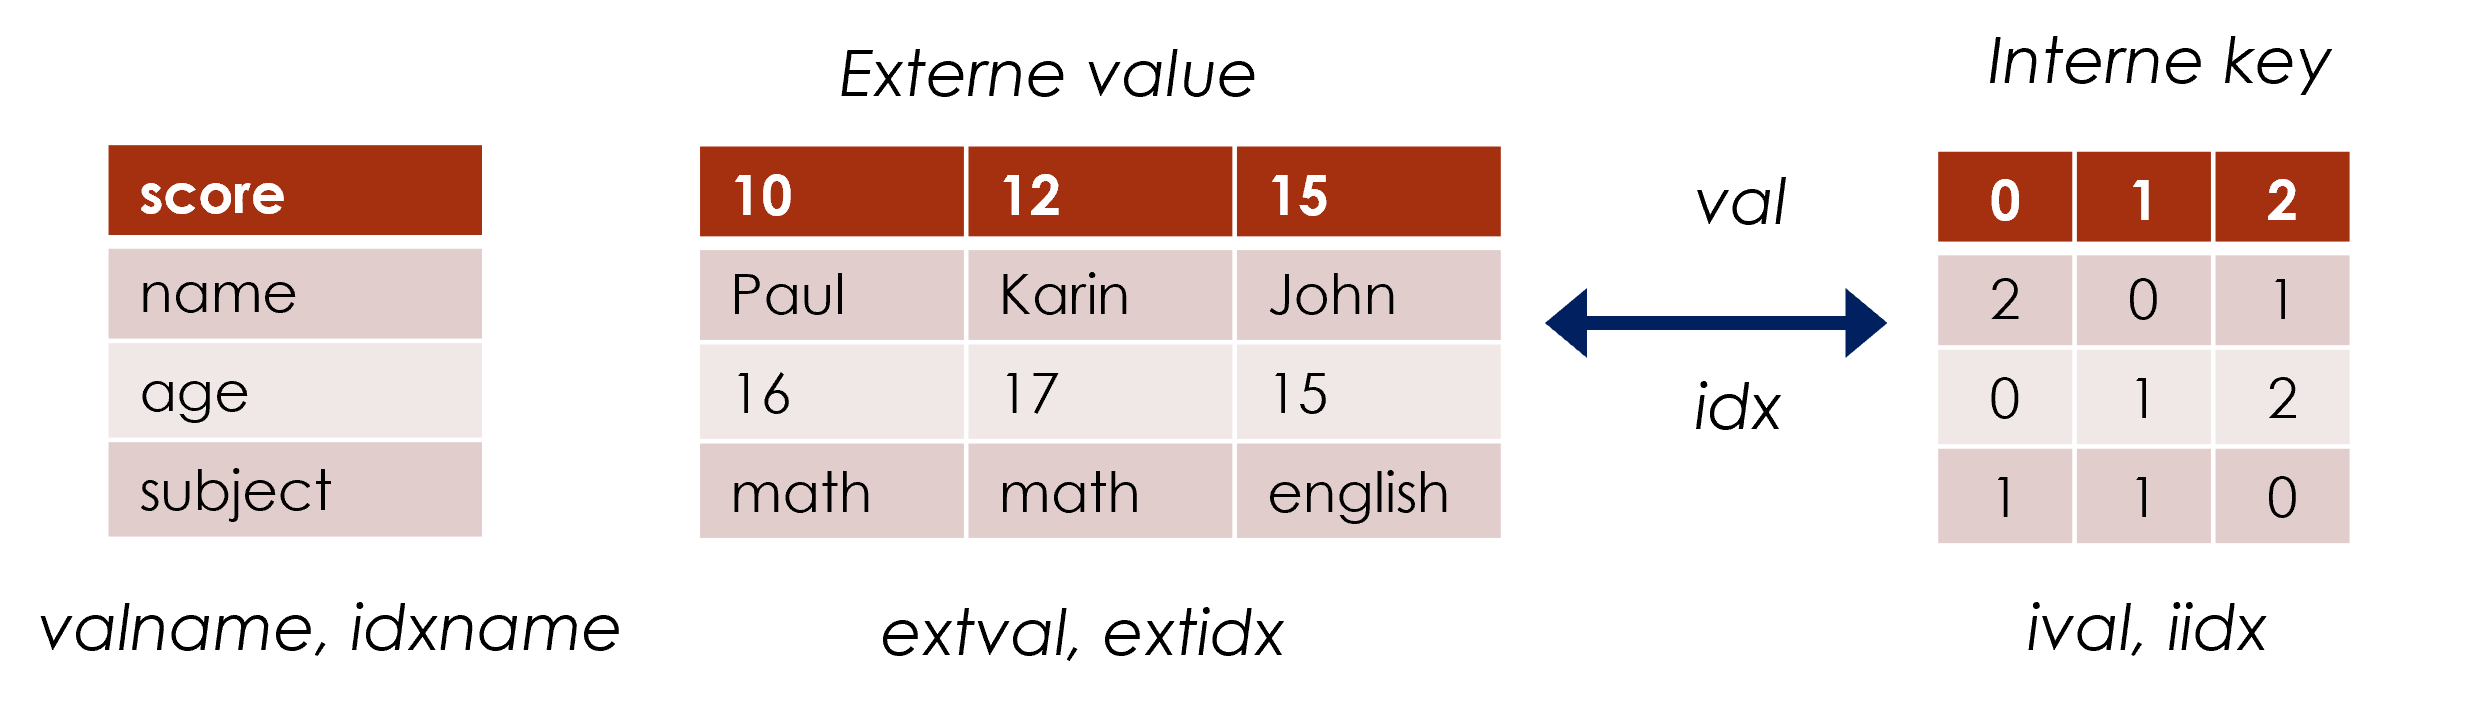 Externe value
Interne key
score
10 12 15
val
0 1 2
name
Paul Karin John
2 0 1
age
16 17 15
idx
0 1 2
subject
math math english
1 1 0
valname, idxname
extval, extidx
ival, iidx